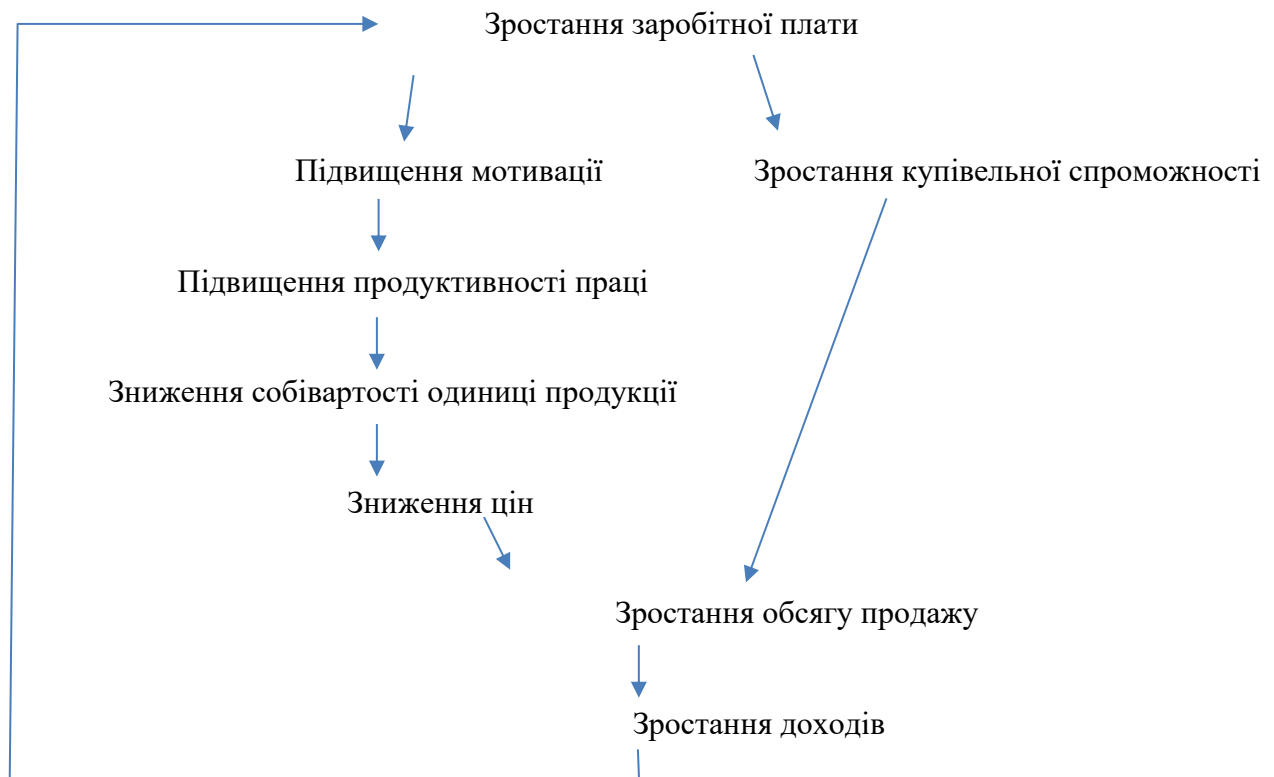 Зростання заробітної плати
Підвищення мотивації
Зростання купівельної спроможності
Підвищення продуктивності праці
Зниження собівартості одиниці продукції
Зниження цін
Зростання обсягу продажу
Зростання доходів